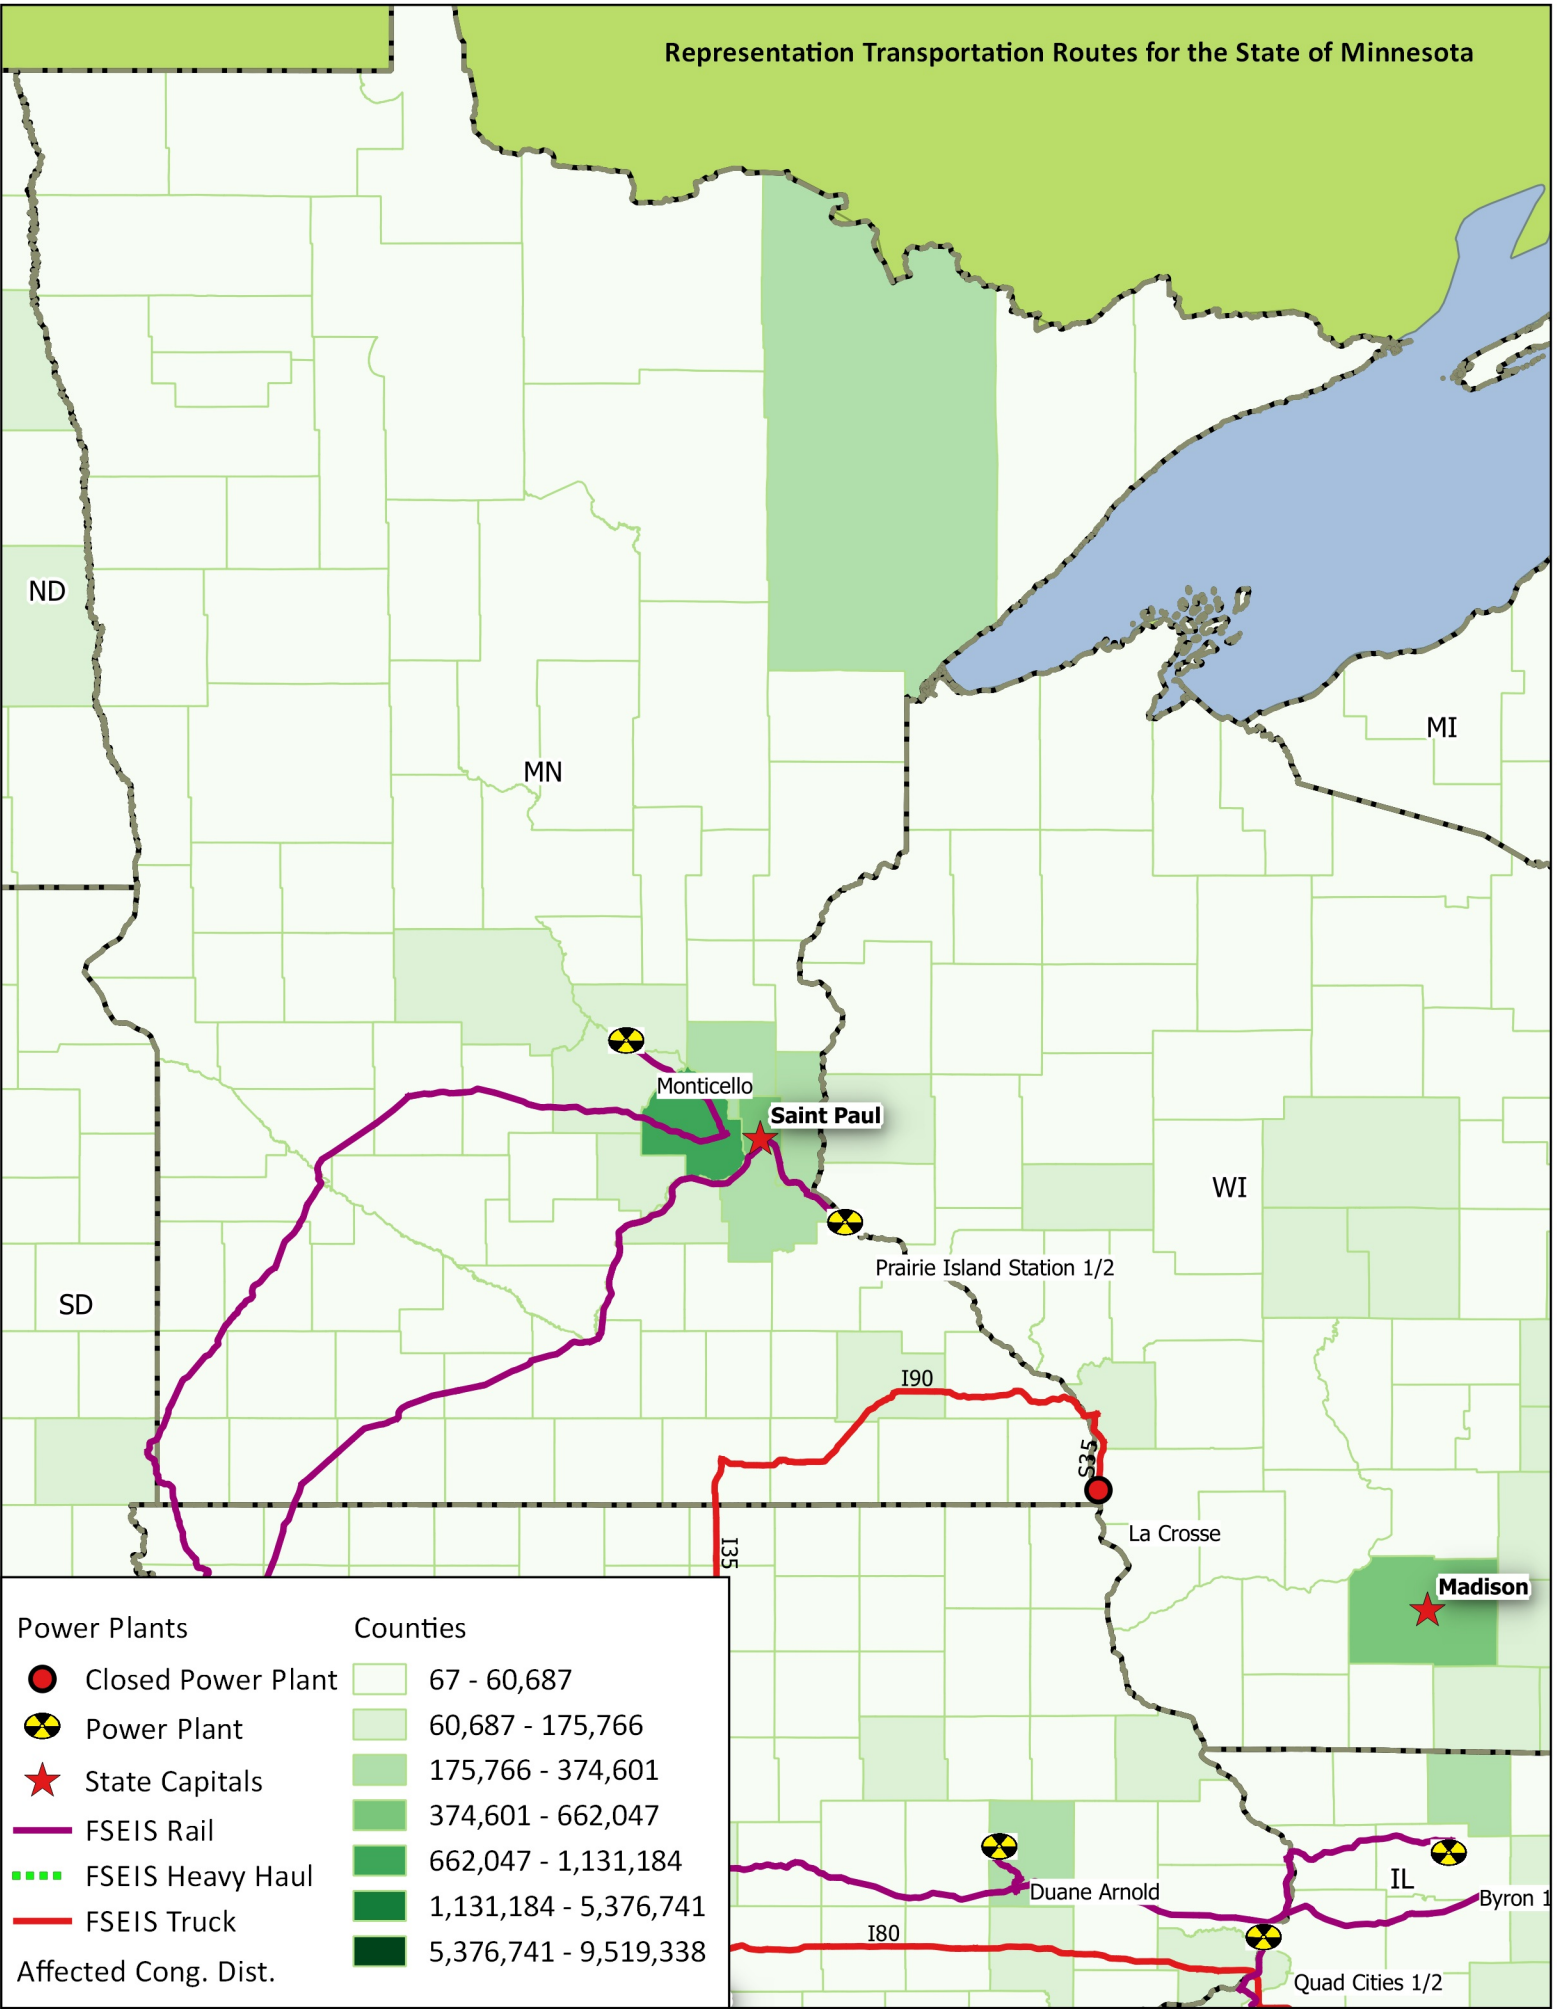 Representation Transportation Routes for the State of Minnesota
ND
MI
MN
Monticello
Saint Paul
WI
Prairie Island Station 1/2
SD
I90
S35
La Crosse
I35
Madison
Power Plants
Closed Power Plant
Power Plant
State Capitals
FSEIS Rail
FSEIS Heavy Haul
FSEIS Truck
Affected Cong. Dist.
Counties
67 - 60,687
60,687 - 175,766
175,766 - 374,601
374,601 - 662,047
662,047 - 1,131,184
1,131,184 - 5,376,741
5,376,741 - 9,519,338
Duane Arnold
IL
Byron 1
I80
Quad Cities 1/2